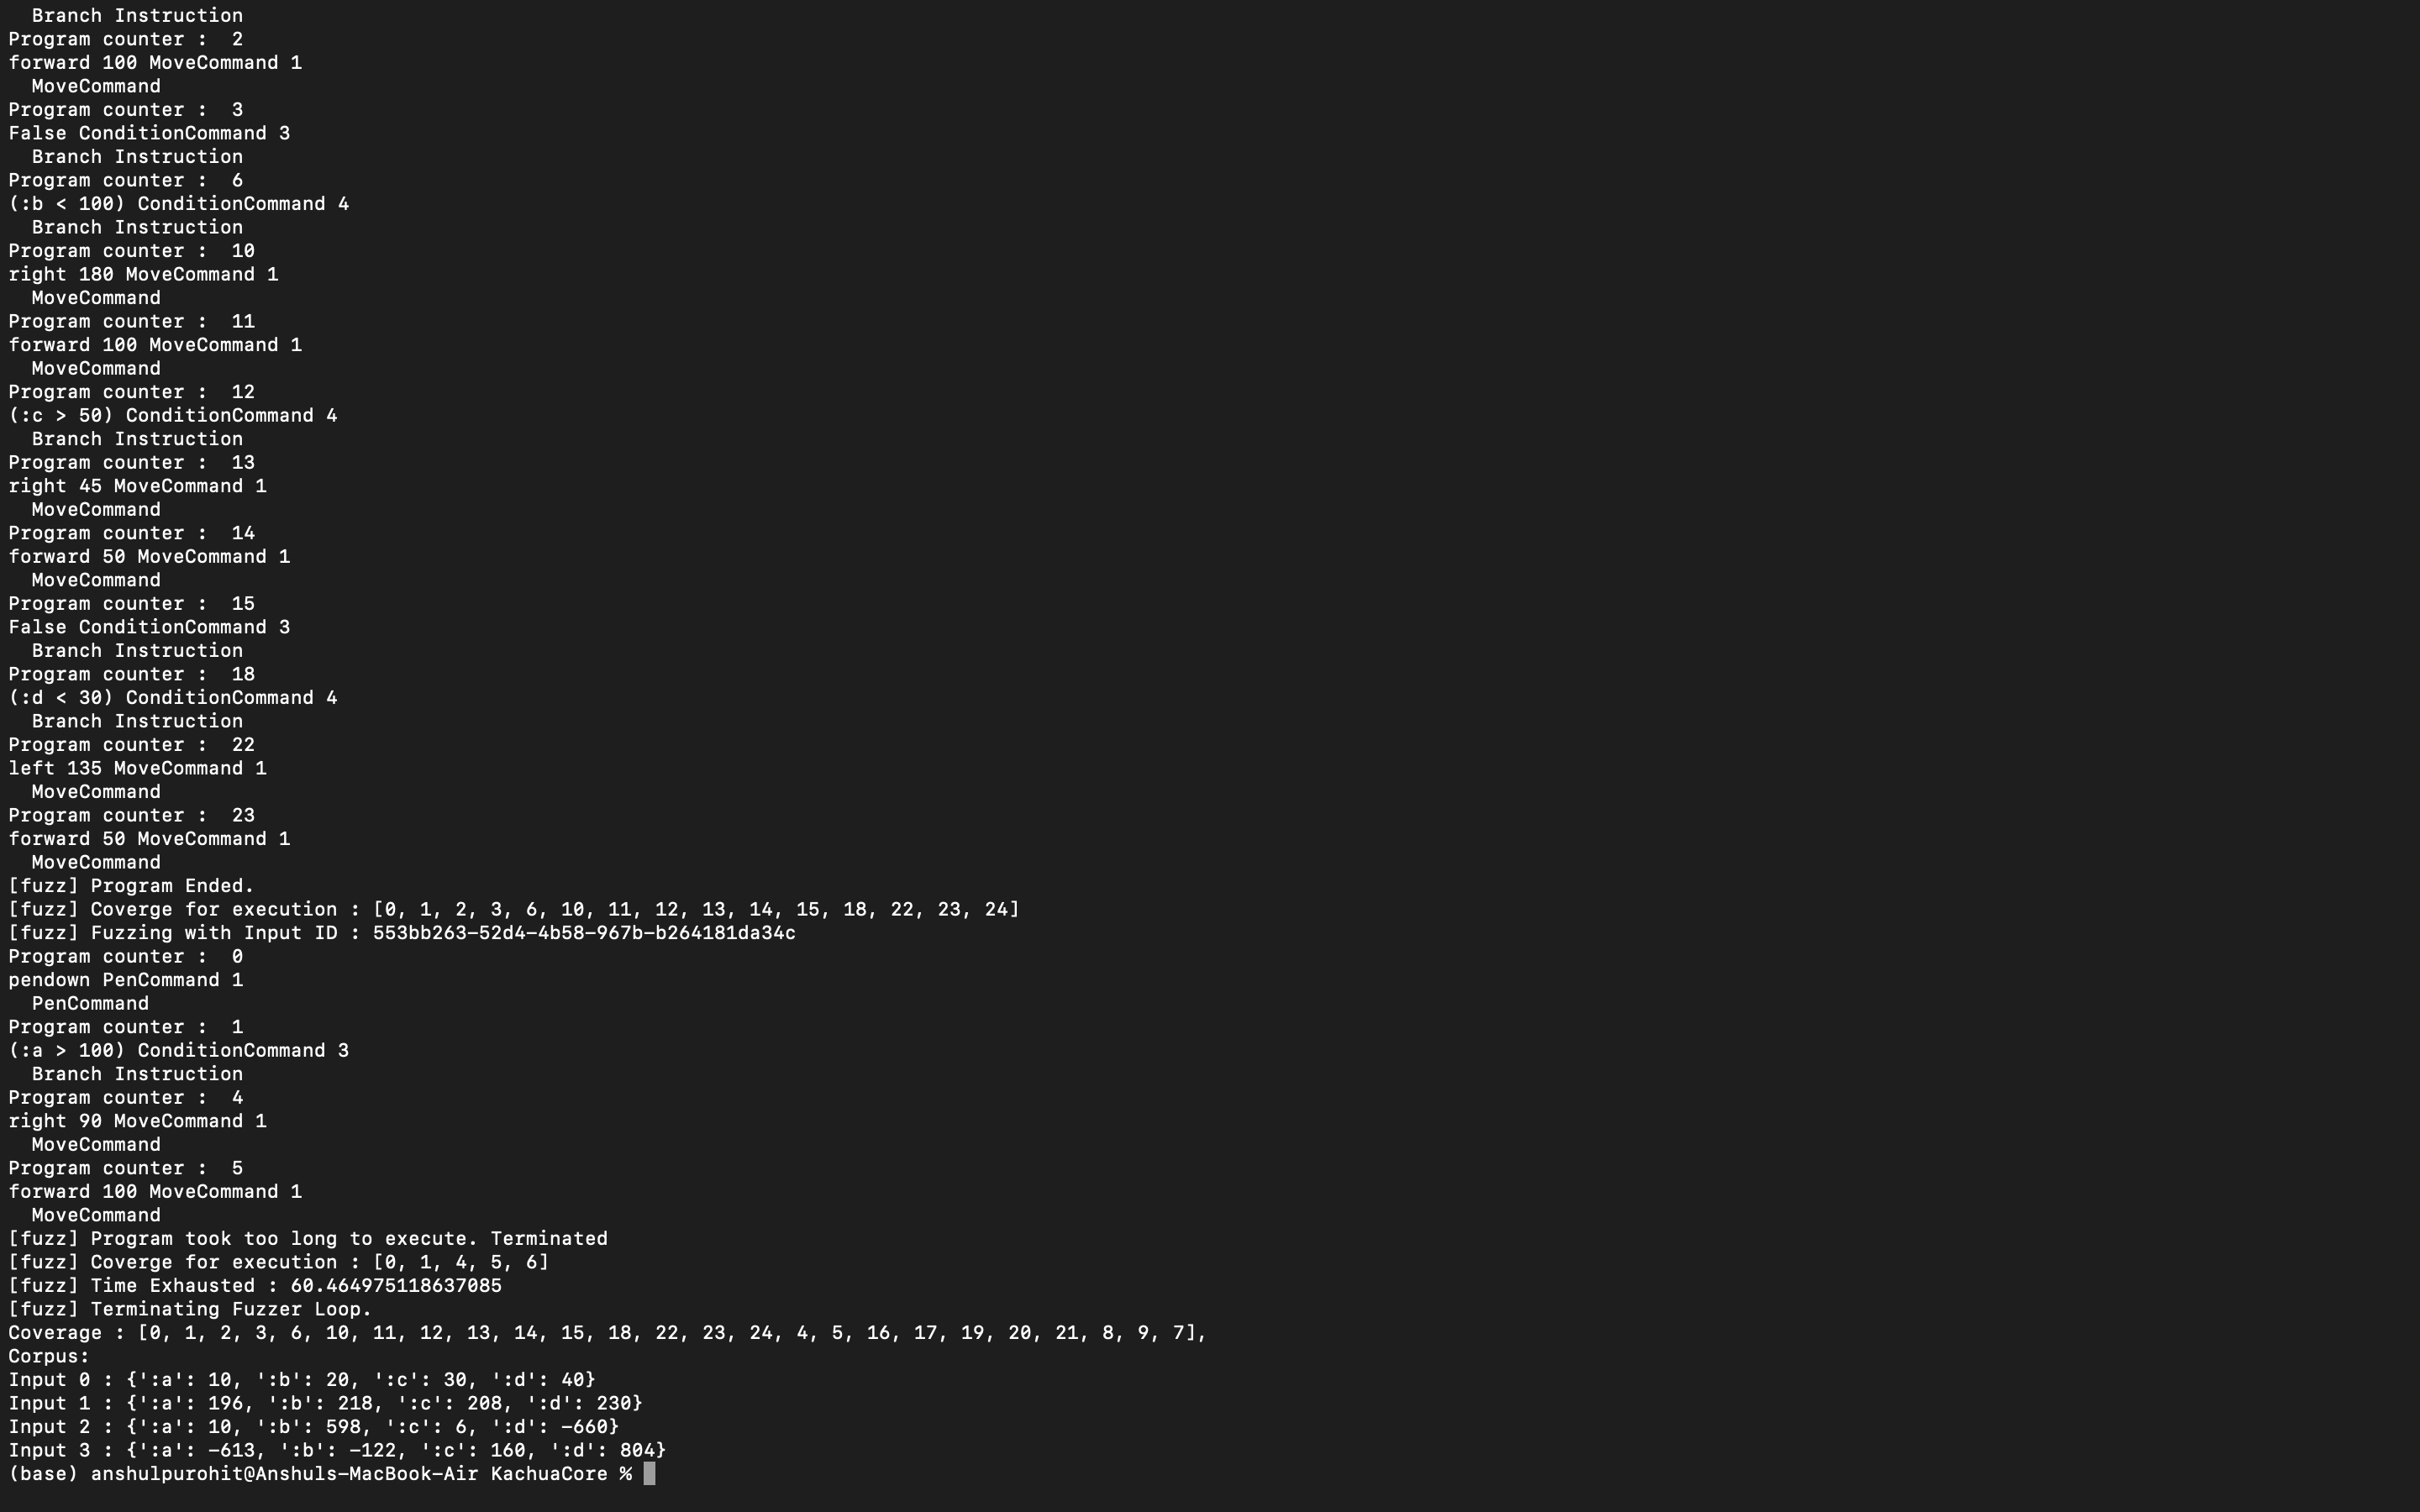 Branch Instruction
Program counter :  2
forward 100 MoveCommand 1
  MoveCommand
Program counter :  3
False ConditionCommand 3
  Branch Instruction
Program counter :  6
(:b < 100) ConditionCommand 4
  Branch Instruction
Program counter :  10
right 180 MoveCommand 1
  MoveCommand
Program counter :  11
forward 100 MoveCommand 1
  MoveCommand
Program counter :  12
(:c > 50) ConditionCommand 4
  Branch Instruction
Program counter :  13
right 45 MoveCommand 1
  MoveCommand
Program counter :  14
forward 50 MoveCommand 1
  MoveCommand
Program counter :  15
False ConditionCommand 3
  Branch Instruction
Program counter :  18
(:d < 30) ConditionCommand 4
  Branch Instruction
Program counter :  22
left 135 MoveCommand 1
  MoveCommand
Program counter :  23
forward 50 MoveCommand 1
  MoveCommand
[fuzz] Program Ended.
[fuzz] Coverge for execution : [0, 1, 2, 3, 6, 10, 11, 12, 13, 14, 15, 18, 22, 23, 24]
[fuzz] Fuzzing with Input ID : 553bb263-52d4-4b58-967b-b264181da34c
Program counter :  0
pendown PenCommand 1
  PenCommand
Program counter :  1
(:a > 100) ConditionCommand 3
  Branch Instruction
Program counter :  4
right 90 MoveCommand 1
  MoveCommand
Program counter :  5
forward 100 MoveCommand 1
  MoveCommand
[fuzz] Program took too long to execute. Terminated
[fuzz] Coverge for execution : [0, 1, 4, 5, 6]
[fuzz] Time Exhausted : 60.464975118637085
[fuzz] Terminating Fuzzer Loop.
Coverage : [0, 1, 2, 3, 6, 10, 11, 12, 13, 14, 15, 18, 22, 23, 24, 4, 5, 16, 17, 19, 20, 21, 8, 9, 7],
Corpus:
Input 0 : {':a': 10, ':b': 20, ':c': 30, ':d': 40}
Input 1 : {':a': 196, ':b': 218, ':c': 208, ':d': 230}
Input 2 : {':a': 10, ':b': 598, ':c': 6, ':d': -660}
Input 3 : {':a': -613, ':b': -122, ':c': 160, ':d': 804}
(base) anshulpurohit@Anshuls-MacBook-Air KachuaCore %